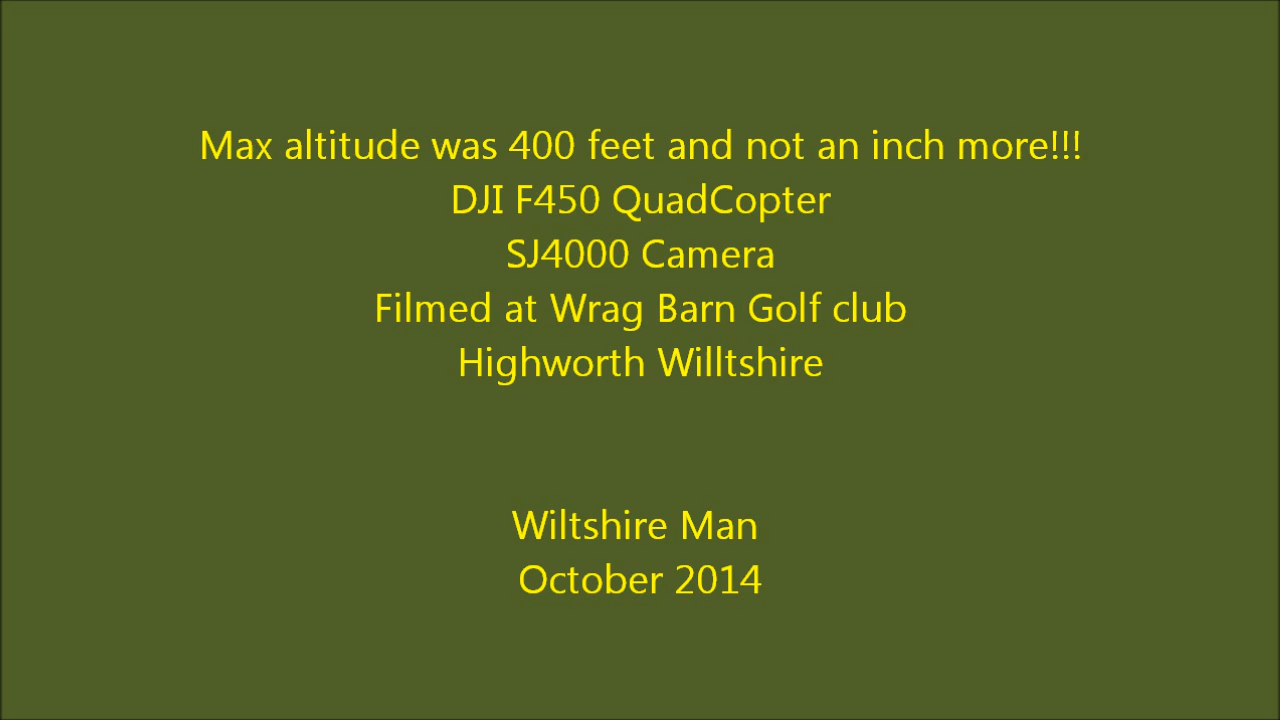 Max altitude was 400 feet and not an inch more!!!
DJI F450 QuadCopter
SJ4000 Camera
Filmed at Wrag Barn Golf club
Highworth Willtshire
Wiltshire Man
October 2014